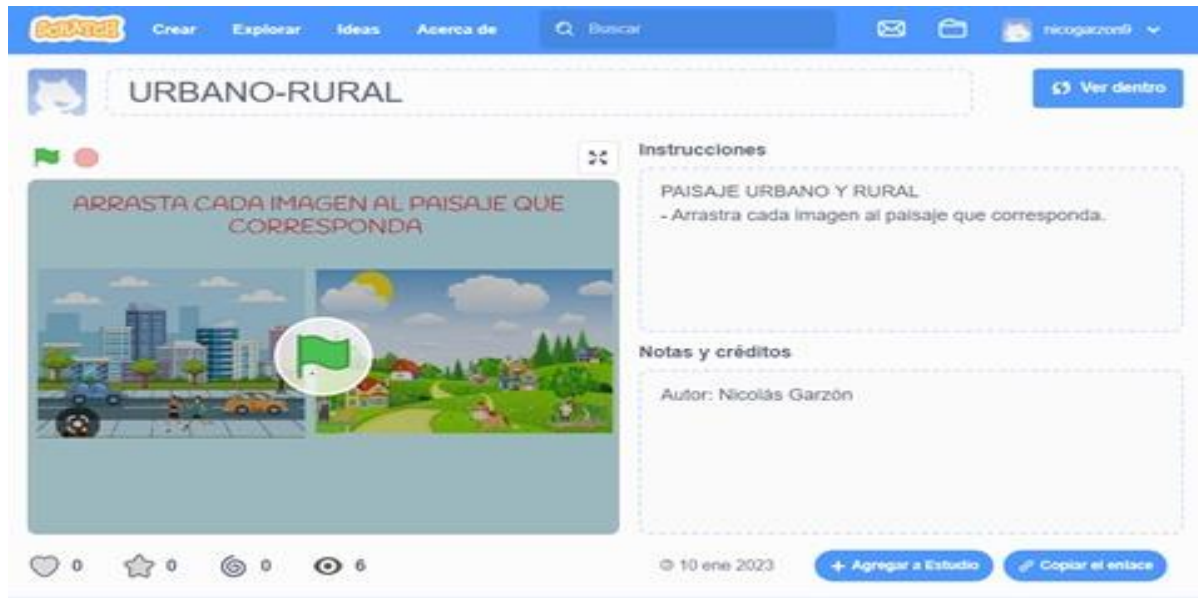 SCRATCH Crear Explorar Ideas Acerca de Buscar nicogarzon9
URBANO-RURAL
Ver dentro
Instrucciones
ARRASTA CADA IMAGEN AL PAISAJE QUE
CORRESPONDA
PAISAJE URBANO Y RURAL
- Arrastra cada imagen al paisaje que corresponda.
Notas y créditos
Autor: Nicolás Garzón
0 0 0 6
© 10 ene 2023
+ Agregar a Estudio
Copiar el enlace